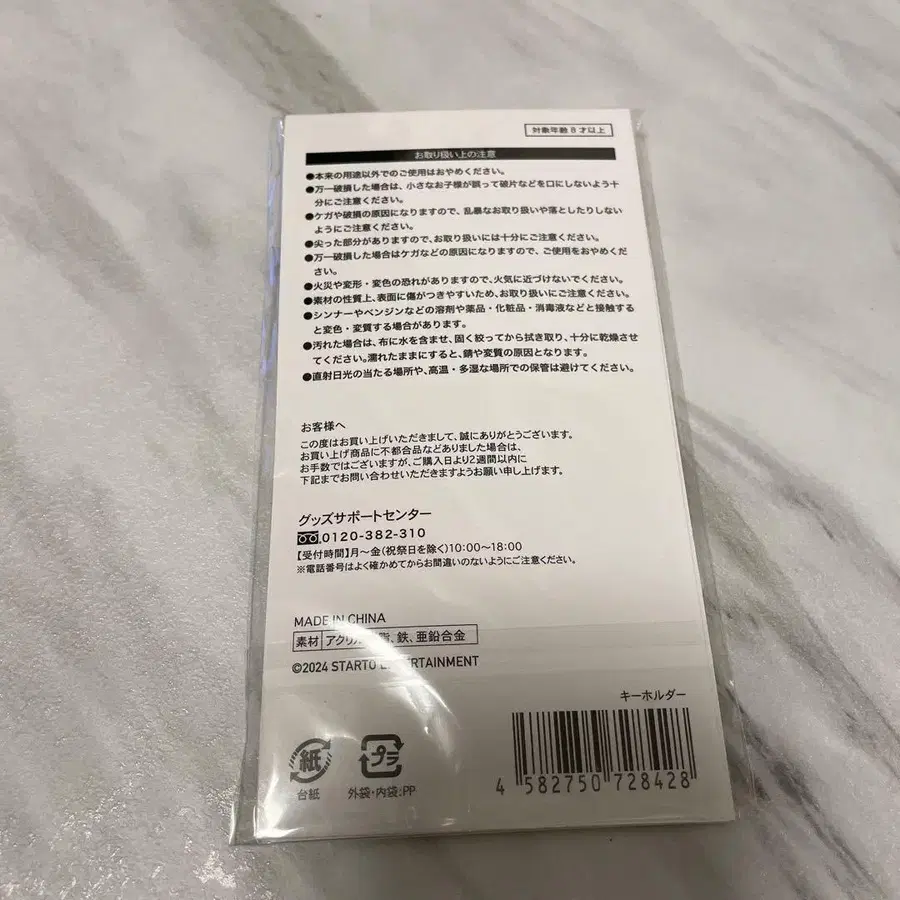 対象年齢8才以上
お取り扱い上の注意
●本来の用途以外でのご使用はおやめください。
●万一破損した場合は、小さなお子様が誤って破片などを口にしないよう十
分にご注意ください。
●ケガや破損の原因になりますので、乱暴なお取り扱いや落としたりしない
ようにご注意ください。
●尖った部分がありますので、お取り扱いには十分にご注意ください。
●万一破損した場合はケガなどの原因になりますので、ご使用をおやめくだ
さい。
●火災や変形・変色の恐れがありますので、火気に近づけないでください。
●素材の性質上、表面に傷がつきやすいため、お取り扱いにご注意ください。
●シンナーやベンジンなどの溶剤や薬品・化粧品・消毒液などと接触する
と変色・変質する場合があります。
●汚れた場合は、布に水を含ませ、固く絞ってから拭き取り、十分に乾燥させ
てください。濡れたままにすると、錆や変質の原因となります。
●直射日光の当たる場所や、高温・多湿な場所での保管は避けてください。
お客様へ
この度はお買い上げいただきまして、誠にありがとうございます。
お買い上げ商品に不都合品などありました場合は、
お手数ではございますが、ご購入日より2週間以内に
下記までお問い合わせいただきますようお願い申し上げます。
グッズサポートセンター
0120-382-310
【受付時間】月〜金(祝祭日を除く)10:00〜18:00
※電話番号はよく確かめてからお間違いのないようにご注意ください。
MADE IN CHINA
素材 アクリル 脂、鉄、亜鉛合金
©2024 STARTO ENTERTAINMENT
キーホルダー
紙
台紙
プラ
外袋・内袋:PP
4 582750 728428